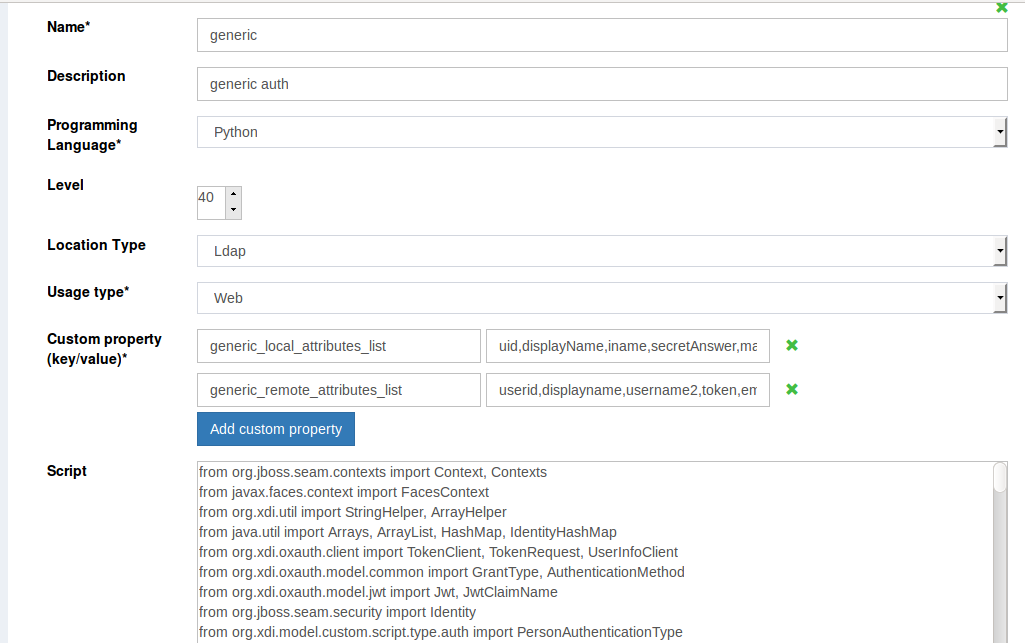 Name*
generic
Description
generic auth
Programming
Language*
Python
Level
40
Location Type
Ldap
Usage type*
Web
Custom property
(key/value)*
generic_local_attributes_list
uid,displayName,iname,secretAnswer,ma
generic_remote_attributes_list
userid,displayname,username2,token,em
Add custom property
Script
from org.jboss.seam.contexts import Context, Contexts
from javax.faces.context import FacesContext
from org.xdi.util import StringHelper, ArrayHelper
from java.util import Arrays, ArrayList, HashMap, IdentityHashMap
from org.xdi.oxauth.client import TokenClient, TokenRequest, UserInfoClient
from org.xdi.oxauth.model.common import GrantType, AuthenticationMethod
from org.xdi.oxauth.model.jwt import Jwt, JwtClaimName
from org.jboss.seam.security import Identity
from org.xdi.model.custom.script.type.auth import PersonAuthenticationType